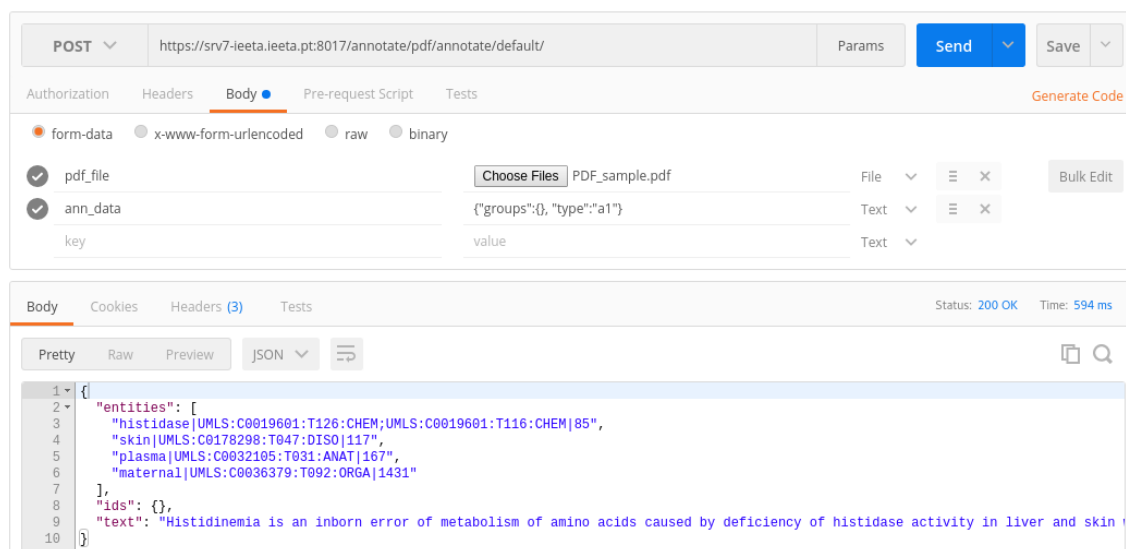 POST https://srv7-ieeta.ieeta.pt:8017/annotate/pdf/annotate/default/ Params Send Save
Authorization Headers Body Pre-request Script Tests Generate Code
form-data x-www-form-urlencoded raw binary
pdf_file Choose Files PDF_sample.pdf File Bulk Edit
ann_data {"groups":{}, "type":"a1"} Text
key value Text
Body Cookies Headers (3) Tests Status: 200 OK Time: 594 ms
Pretty Raw Preview JSON
1 {
2 "entities": [
3 "histidase|UMLS:C0019601:T126:CHEM;UMLS:C0019601:T116:CHEM|85",
4 "skin|UMLS:C0178298:T047:DISO|117",
5 "plasma|UMLS:C0032105:T031:ANAT|167",
6 "maternal|UMLS:C0036379:T092:ORGA|1431"
7 ],
8 "ids": {},
9 "text": "Histidinemia is an inborn error of metabolism of amino acids caused by deficiency of histidase activity in liver and skin
10 }